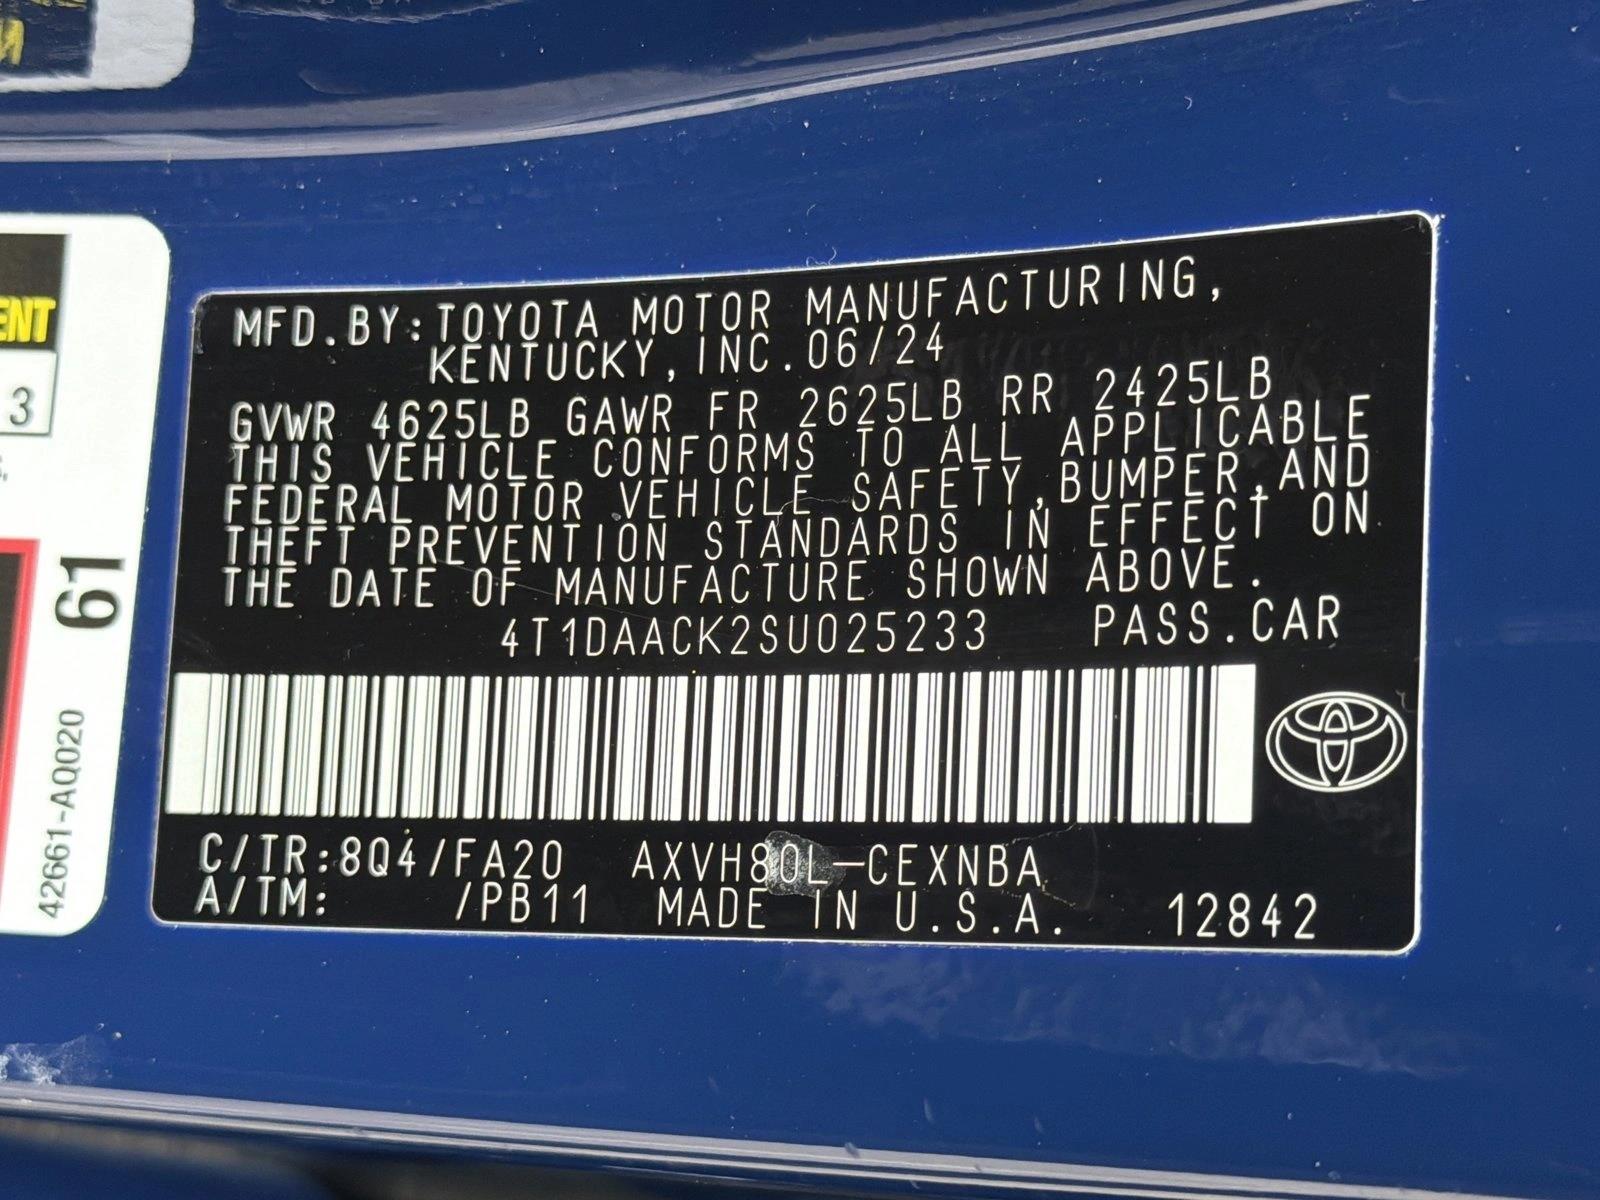 ENT
3
61
42661-AQ020
MFD.BY:TOYOTA MOTOR MANUFACTURING,
KENTUCKY,INC.06/24
GVWR 4625LB GAWR FR 2625LB RR 2425LB
THIS VEHICLE CONFORMS TO ALL APPLICABLE
FEDERAL MOTOR VEHICLE SAFETY,BUMPER,AND
THEFT PREVENTION STANDARDS IN EFFECT ON
THE DATE OF MANUFACTURE SHOWN ABOVE.
4T1DAACK2SU025233 PASS.CAR
C/TR:8Q4/FA20 AXVH80L-CEXNBA
A/TM: /PB11 MADE IN U.S.A. 12842